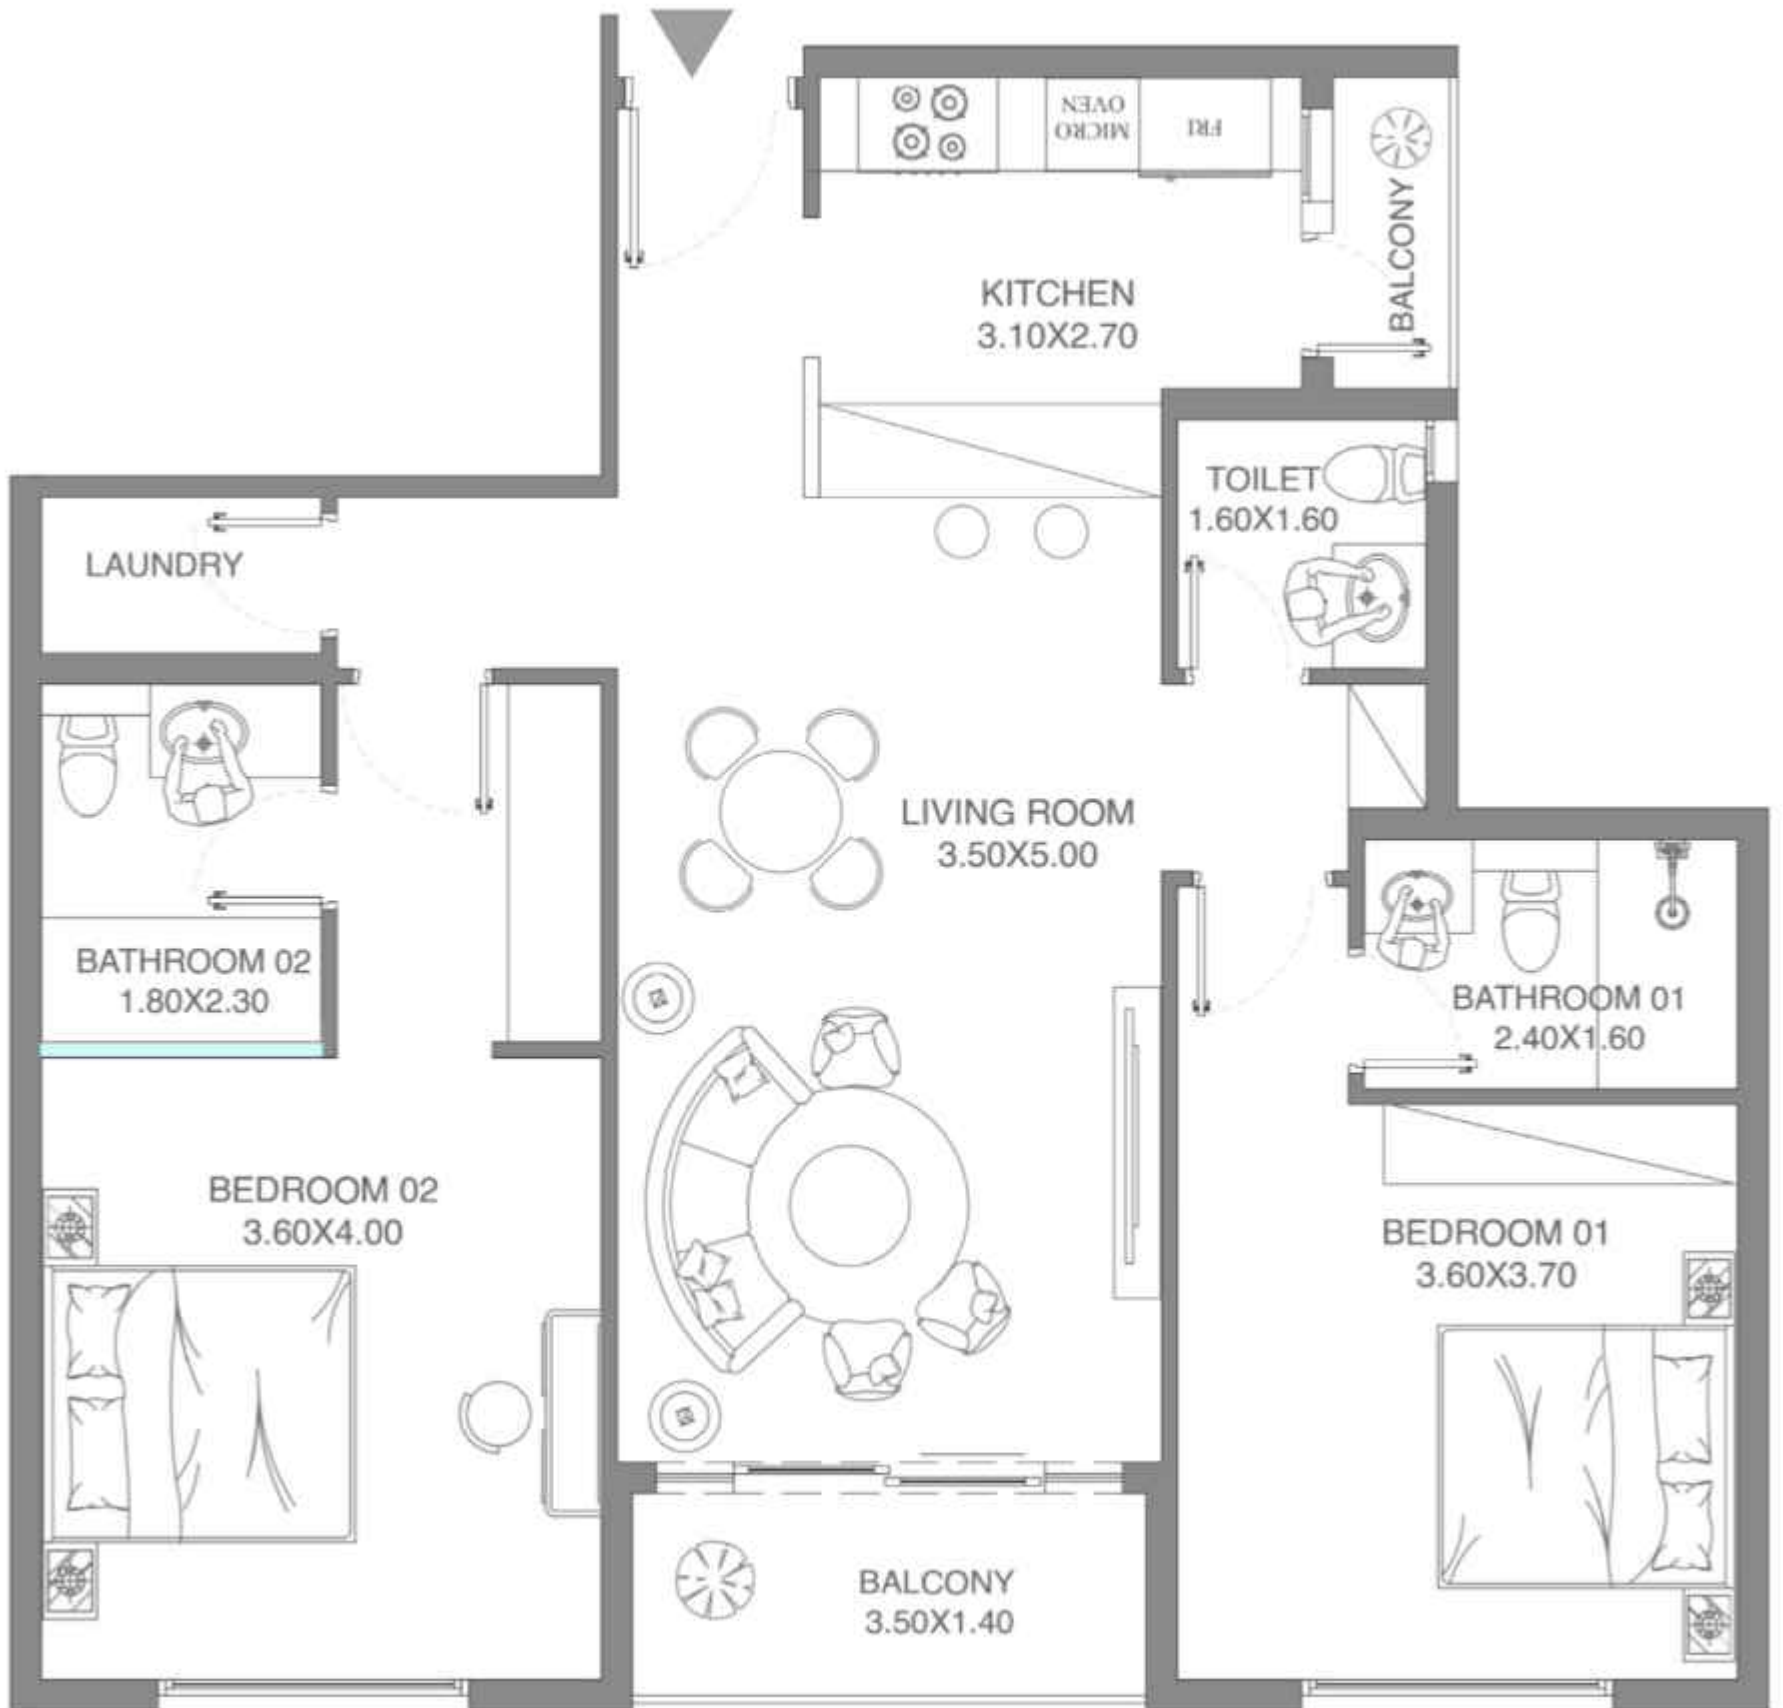 MICRO
OVEN
FRI
BALCONY
KITCHEN
3.10X2.70
TOILET
1.60X1.60
LAUNDRY
LIVING ROOM
3.50X5.00
BATHROOM 02
1.80X2.30
BATHROOM 01
2.40X1.60
BEDROOM 02
3.60X4.00
BEDROOM 01
3.60X3.70
BALCONY
3.50X1.40